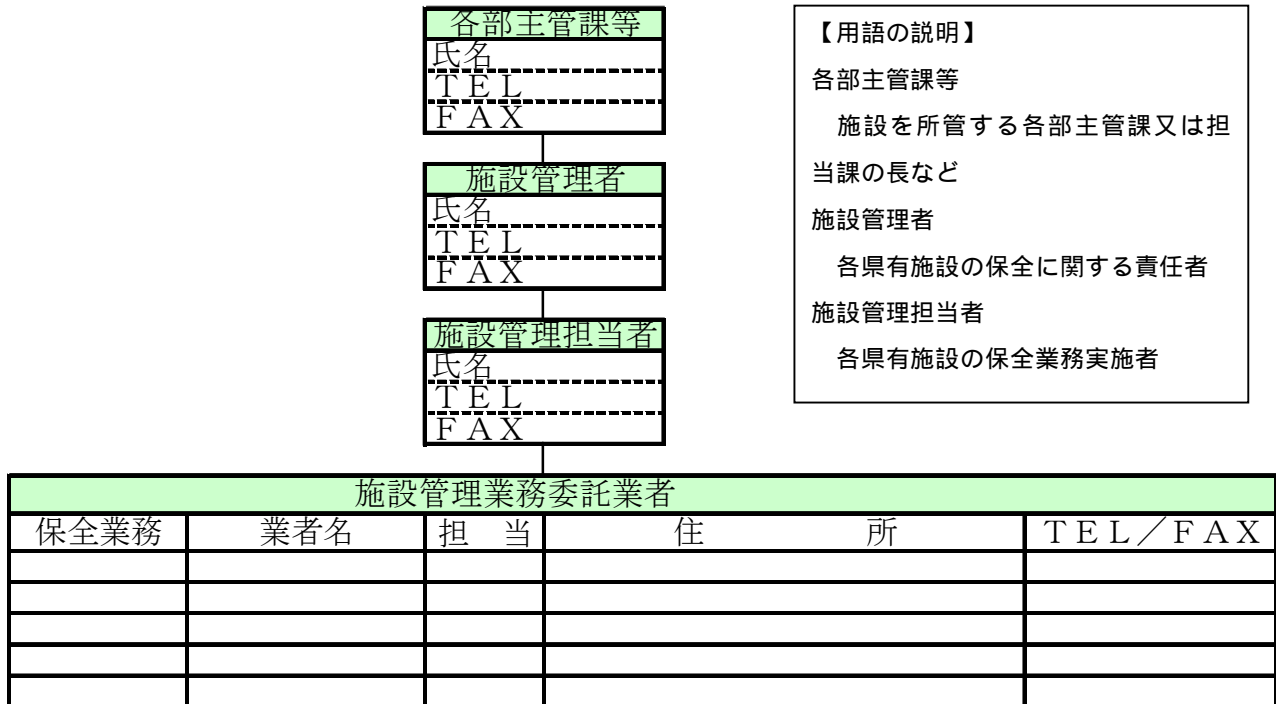 各部主管課等
氏名
ＴＥＬ
ＦＡＸ
施設管理者
氏名
ＴＥＬ
ＦＡＸ
施設管理担当者
氏名
ＴＥＬ
ＦＡＸ
【用語の説明】
各部主管課等
　施設を所管する各部主管課又は担
当課の長など
施設管理者
　各県有施設の保全に関する責任者
施設管理担当者
　各県有施設の保全業務実施者
施設管理業務委託業者
保全業務　業者名　担　当　住　所　ＴＥＬ／ＦＡＸ